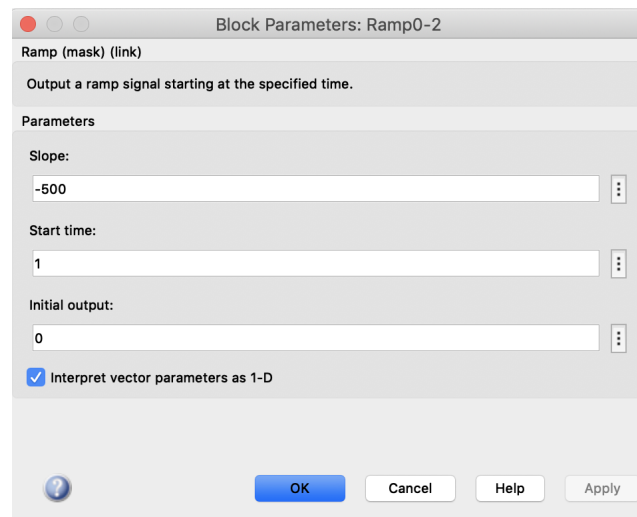 Block Parameters: Ramp0-2
Ramp (mask) (link)
Output a ramp signal starting at the specified time.
Parameters
Slope:
-500
Start time:
1
Initial output:
0
Interpret vector parameters as 1-D
? OK Cancel Help Apply